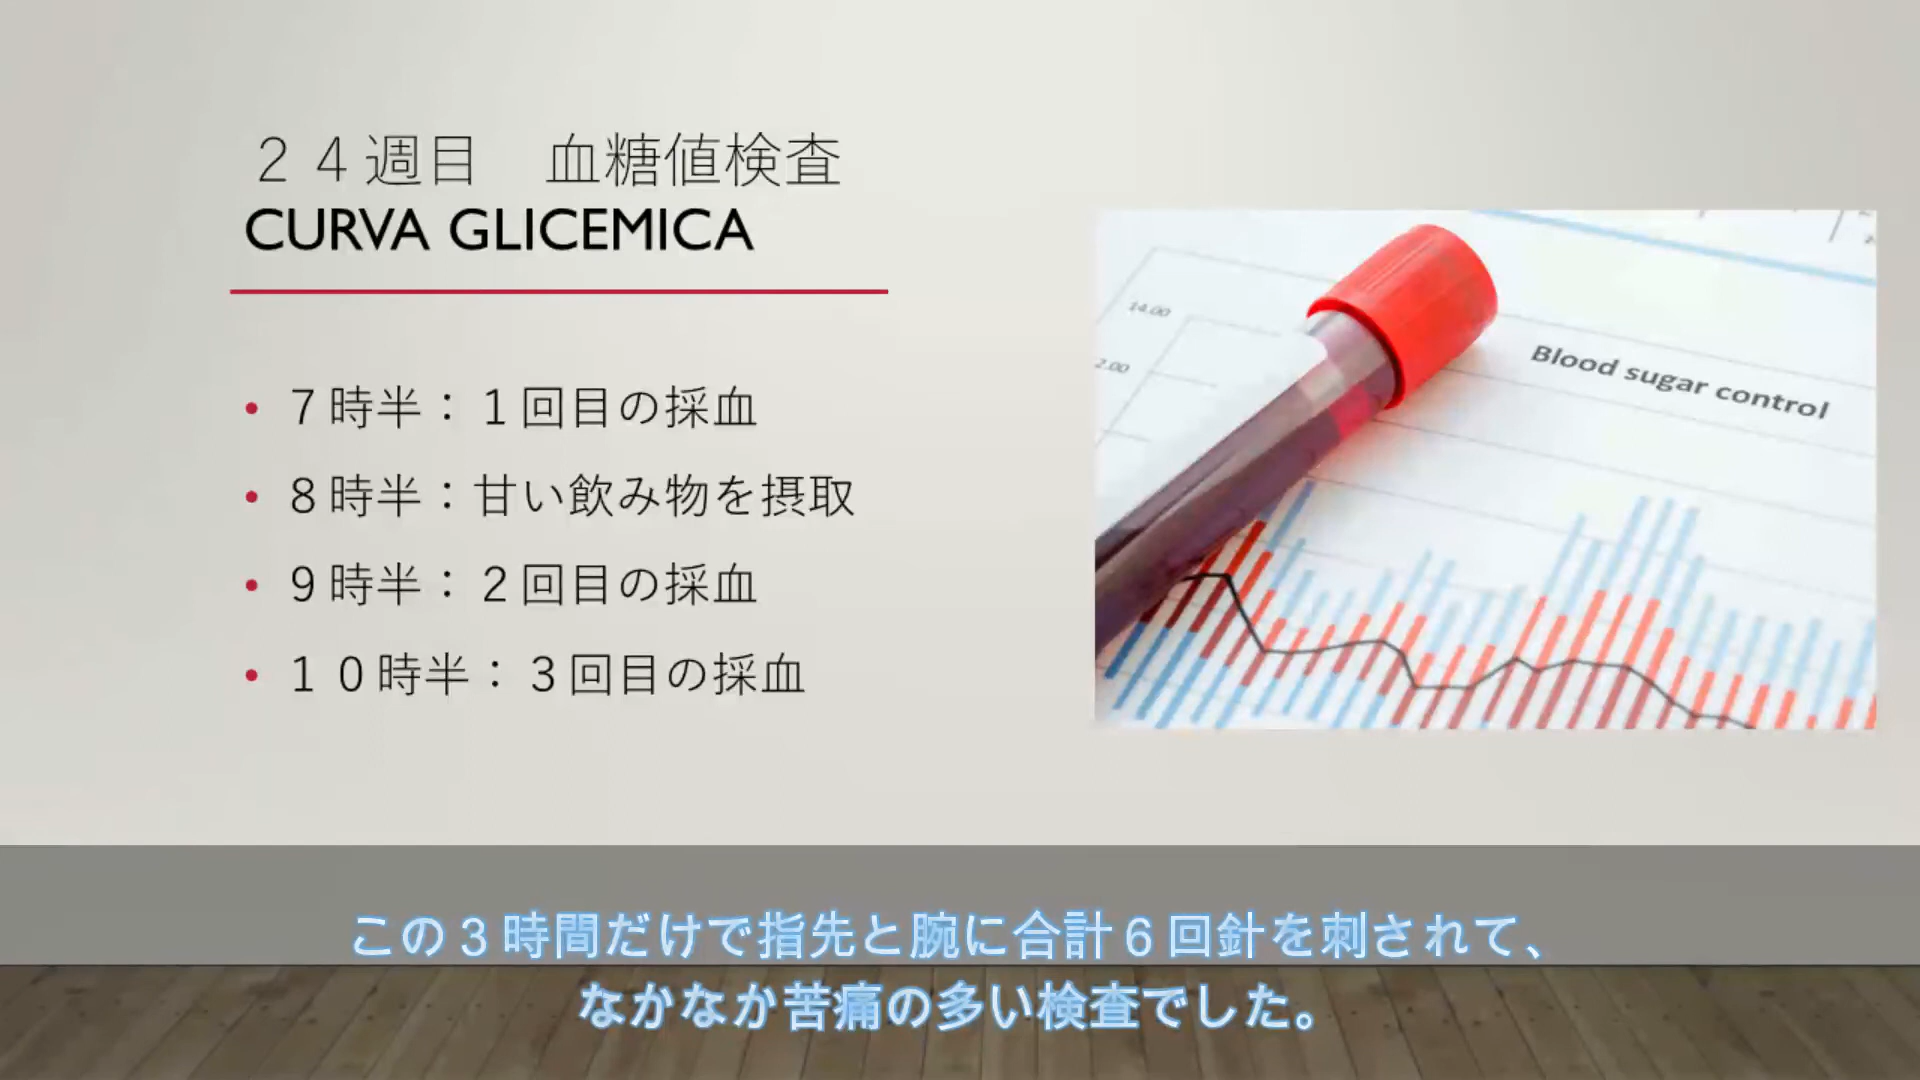 ２４週目　血糖値検査
CURVA GLICEMICA
７時半：１回目の採血
８時半：甘い飲み物を摂取
９時半：２回目の採血
１０時半：３回目の採血
14.00
2.00
Blood sugar control
この3時間だけで指先と腕に合計6回針を刺されて、
なかなか苦痛の多い検査でした。